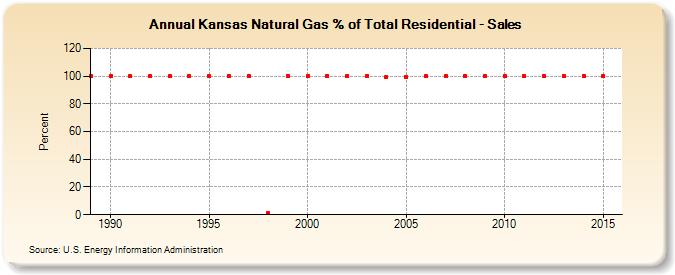 Annual Kansas Natural Gas % of Total Residential - Sales
120
100
80
60
40
20
0
Percent
1990 1995 2000 2005 2010 2015
Source: U.S. Energy Information Administration